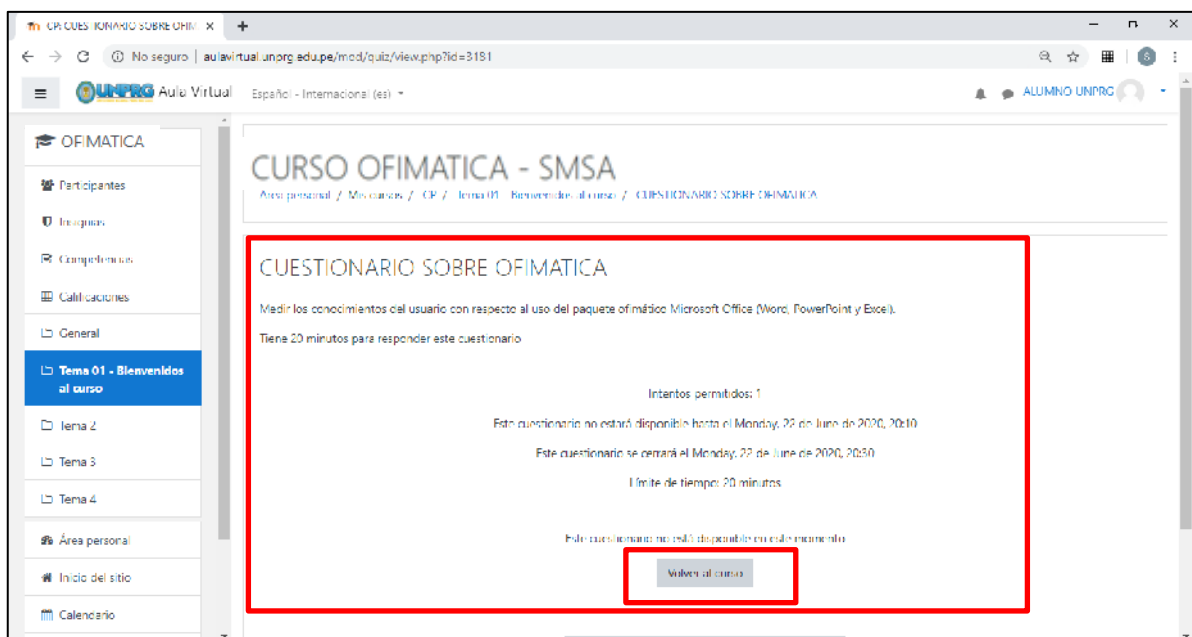 CP: CUESTIONARIO SOBRE OFIM
No seguro | aulavirtual.unprg.edu.pe/mod/quiz/view.php?id=3181
S
UNPRG Aula Virtual
Español - Internacional (es)
ALUMNO UNPRG
OFIMATICA
Participantes
Insignias
Competencias
Calificaciones
General
Tema 01 - Bienvenidos
al curso
Tema 2
Tema 3
Tema 4
Área personal
Inicio del sitio
Calendario
CURSO OFIMATICA - SMSA
Área personal / Mis cursos / CP / Tema 01 - Bienvenidos al curso / CUESTIONARIO SOBRE OFIMATICA
CUESTIONARIO SOBRE OFIMATICA
Medir los conocimientos del usuario con respecto al uso del paquete ofimático Microsoft Office (Word, PowerPoint y Excel).
Tiene 20 minutos para responder este cuestionario
Intentos permitidos: 1
Este cuestionario no estará disponible hasta el Monday, 22 de June de 2020, 20:10
Este cuestionario se cerrará el Monday, 22 de June de 2020, 20:30
Límite de tiempo: 20 minutos
Este cuestionario no está disponible en este momento
Volver al curso